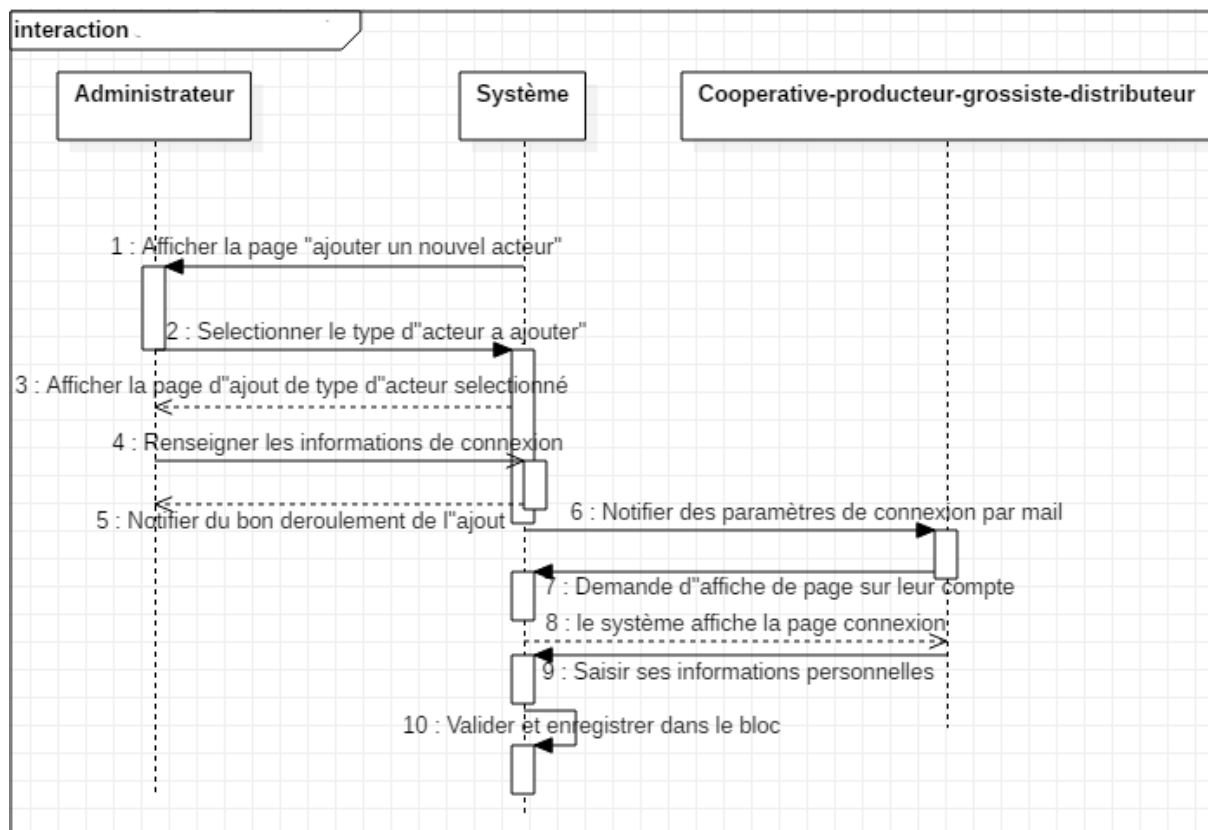 interaction
Administrateur
Système
Cooperative-producteur-grossiste-distributeur
1 : Afficher la page "ajouter un nouvel acteur"
2 : Selectionner le type d"acteur a ajouter"
3 : Afficher la page d"ajout de type d"acteur selectionné
4 : Renseigner les informations de connexion
5 : Notifier du bon deroulement de l"ajout
6 : Notifier des paramètres de connexion par mail
7 : Demande d"affiche de page sur leur compte
8 : le système affiche la page connexion
9 : Saisir ses informations personnelles
10 : Valider et enregistrer dans le bloc